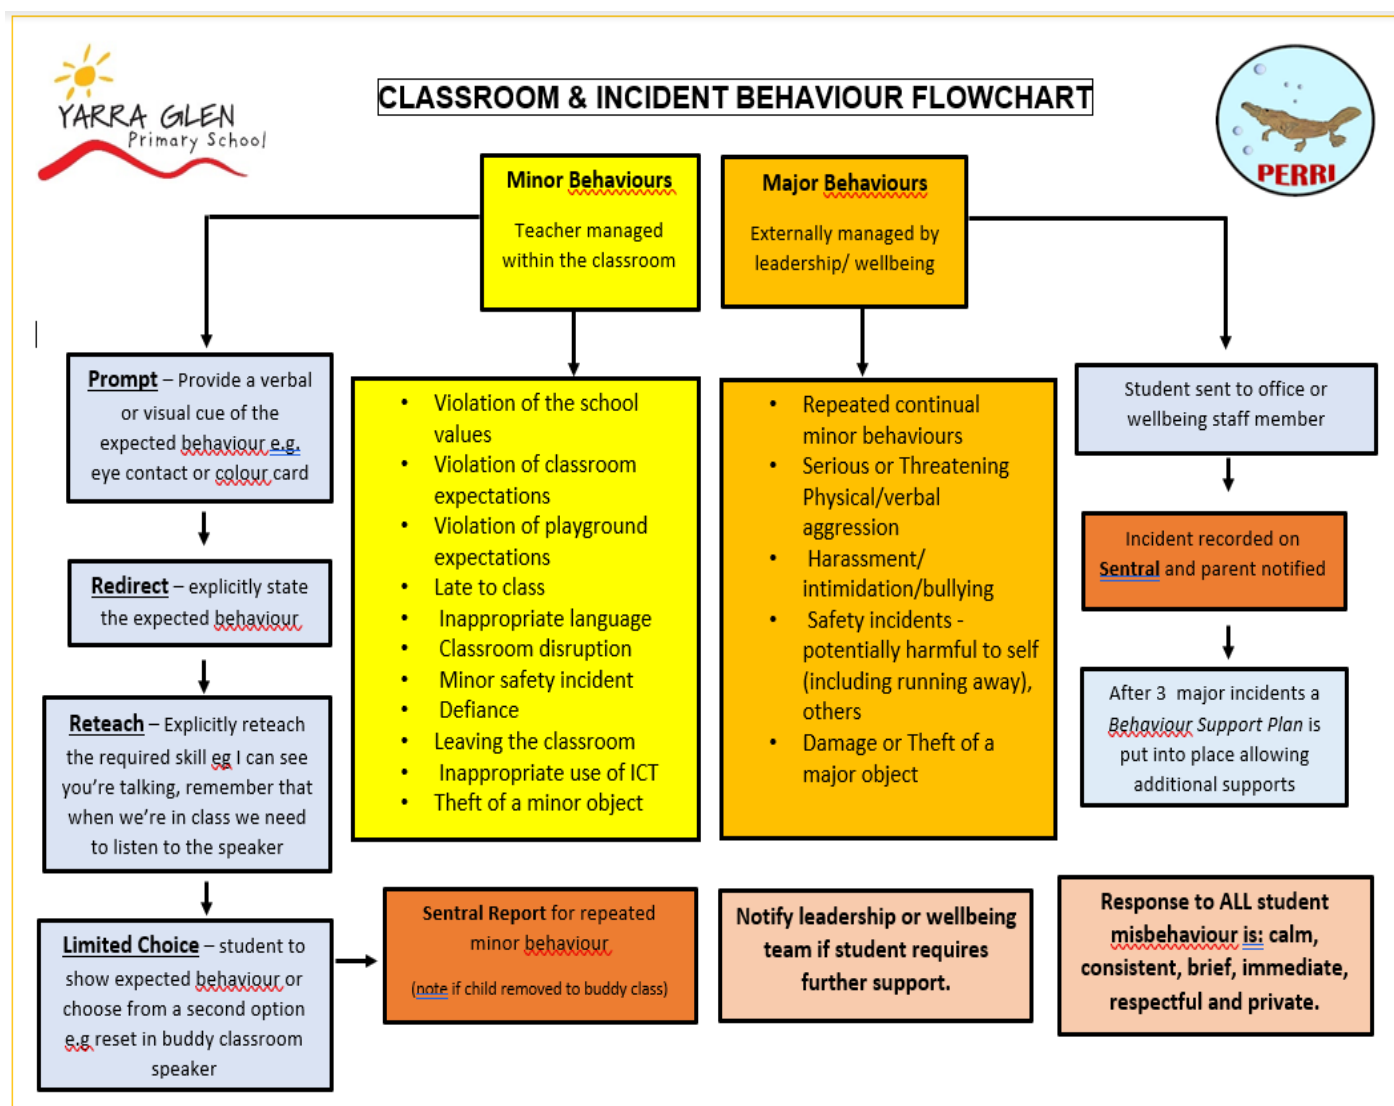 YARRA GLEN
Primary School
CLASSROOM & INCIDENT BEHAVIOUR FLOWCHART
PERRI
Minor Behaviours
Teacher managed
within the classroom
Major Behaviours
Externally managed by
leadership/ wellbeing
Prompt – Provide a verbal
or visual cue of the
expected behaviour e.g.
eye contact or colour card
Redirect – explicitly state
the expected behaviour
Reteach – Explicitly reteach
the required skill eg I can see
you're talking, remember that
when we're in class we need
to listen to the speaker
Limited Choice – student to
show expected behaviour or
choose from a second option
e.g reset in buddy classroom
speaker
• Violation of the school
values
• Violation of classroom
expectations
• Violation of playground
expectations
• Late to class
• Inappropriate language
• Classroom disruption
• Minor safety incident
• Defiance
• Leaving the classroom
• Inappropriate use of ICT
• Theft of a minor object
Sentral Report for repeated
minor behaviour
(note if child removed to buddy class)
• Repeated continual
minor behaviours
• Serious or Threatening
Physical/verbal
aggression
• Harassment/
intimidation/bullying
• Safety incidents -
potentially harmful to self
(including running away),
others
• Damage or Theft of a
major object
Student sent to office or
wellbeing staff member
Incident recorded on
Sentral and parent notified
After 3 major incidents a
Behaviour Support Plan is
put into place allowing
additional supports
Notify leadership or wellbeing
team if student requires
further support.
Response to ALL student
misbehaviour is: calm,
consistent, brief, immediate,
respectful and private.